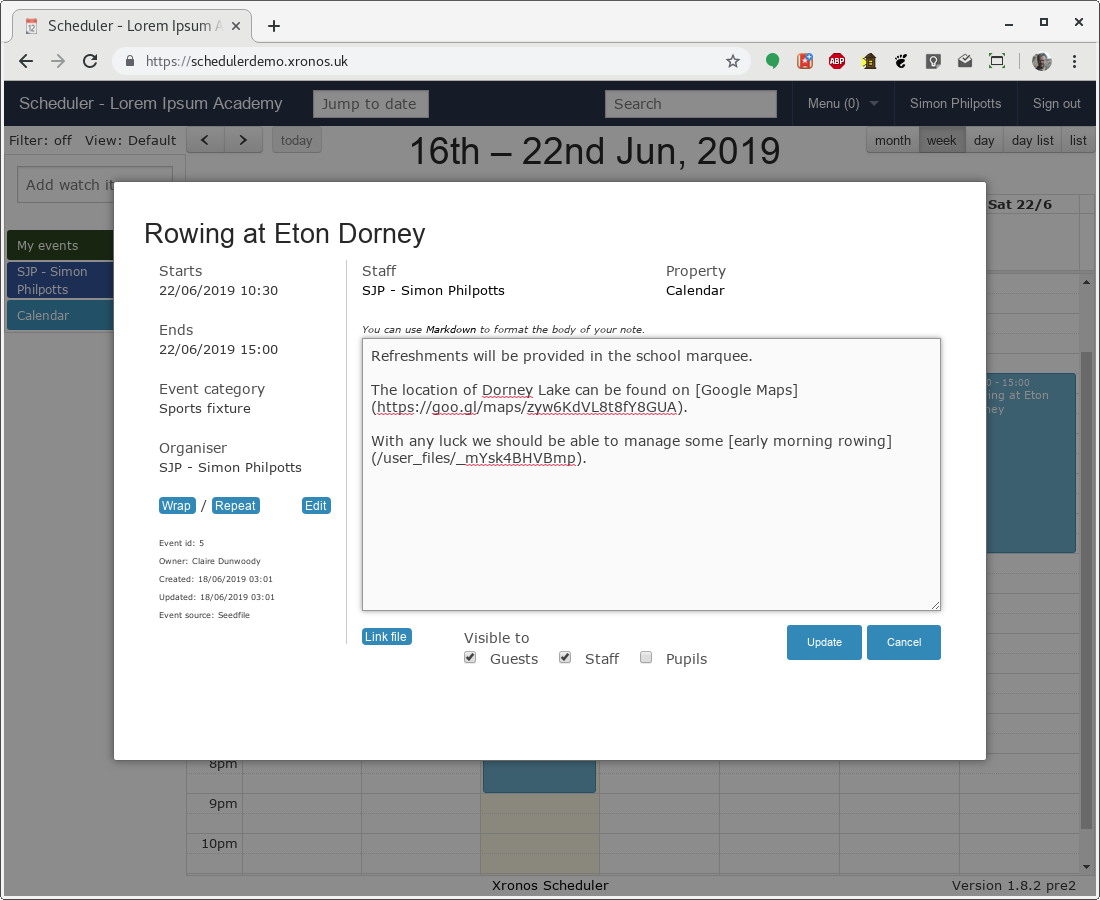 Scheduler - Lorem Ipsum A
https://schedulerdemo.xronos.uk
ABP
Scheduler - Lorem Ipsum Academy
Jump to date
Search
Menu (0)
Simon Philpotts
Sign out
Filter: off
View: Default
today
16th – 22nd Jun, 2019
month
week
day
day list
list
Add watch it
Sat 22/6
My events
SJP - Simon
Philpotts
Calendar
Rowing at Eton Dorney
Starts
22/06/2019 10:30
Ends
22/06/2019 15:00
Event category
Sports fixture
Organiser
SJP - Simon Philpotts
Wrap / Repeat
Edit
Event id: 5
Owner: Claire Dunwoody
Created: 18/06/2019 03:01
Updated: 18/06/2019 03:01
Event source: Seedfile
Staff
SJP - Simon Philpotts
Property
Calendar
You can use Markdown to format the body of your note.
Refreshments will be provided in the school marquee.
The location of Dorney Lake can be found on [Google Maps]
(https://goo.gl/maps/zyw6KdVL8t8fY8GUA).
With any luck we should be able to manage some [early morning rowing]
(/user_files/_mYsk4BHVBmp).
Link file
Visible to
Guests
Staff
Pupils
Update
Cancel
0 - 15:00
ng at Eton
ney
8pm
9pm
10pm
Xronos Scheduler
Version 1.8.2 pre2